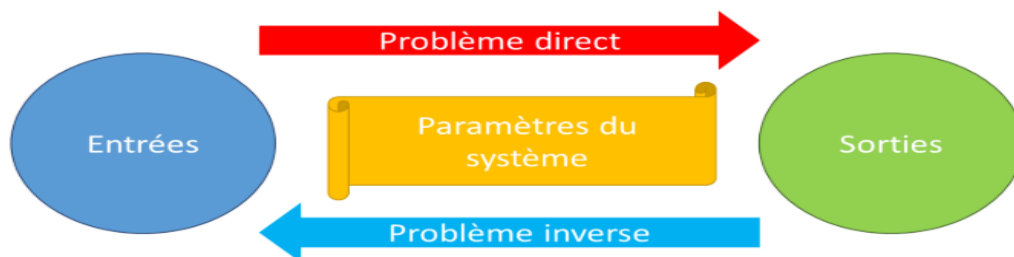 Problème direct
Entrées
Paramètres du
système
Sorties
Problème inverse